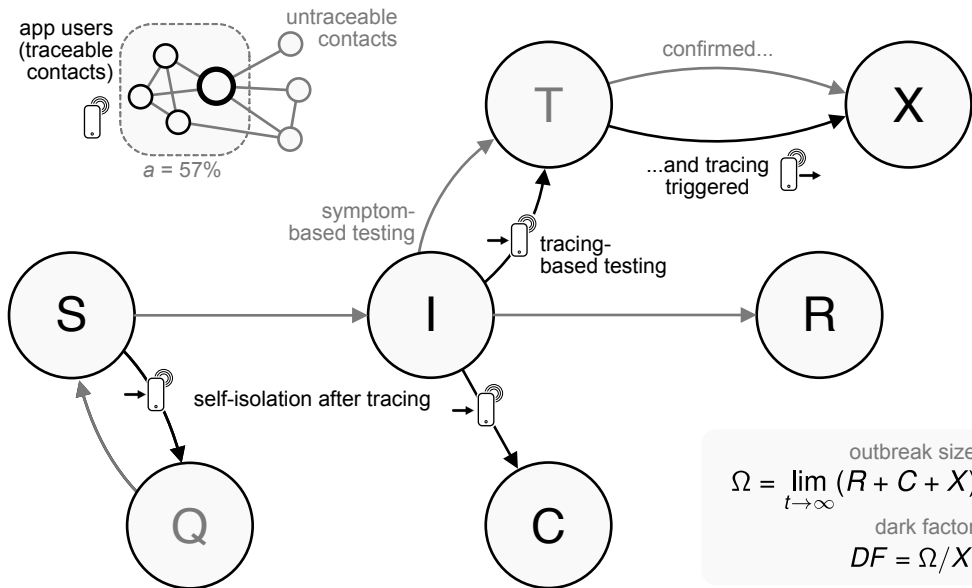 app users
(traceable
contacts)
untraceable
contacts
a = 57%
T
confirmed...
X
...and tracing
triggered
symptom-
based testing
tracing-
based testing
S
I
R
self-isolation after tracing
Q
C
outbreak size
Ω = lim (R + C + X)
t→∞
dark factor
DF = Ω/X